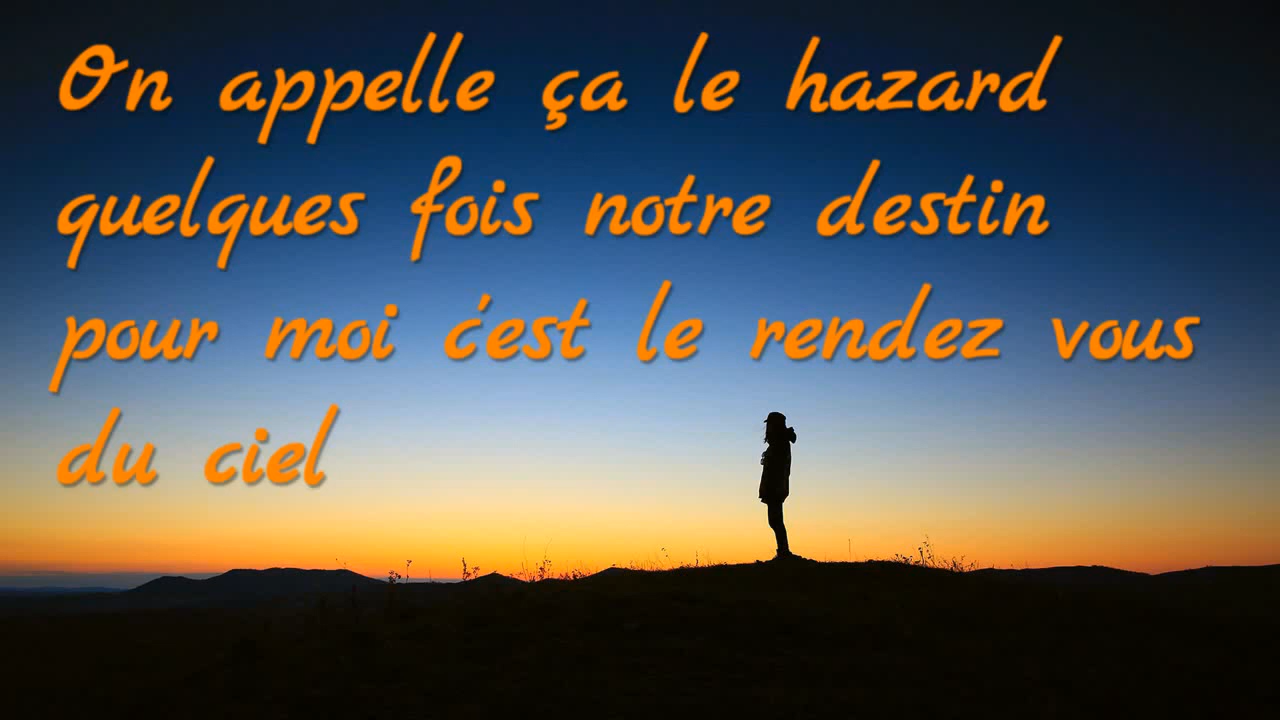 On appelle ça le hazard
quelques fois notre destin
pour moi c'est le rendez vous
du ciel